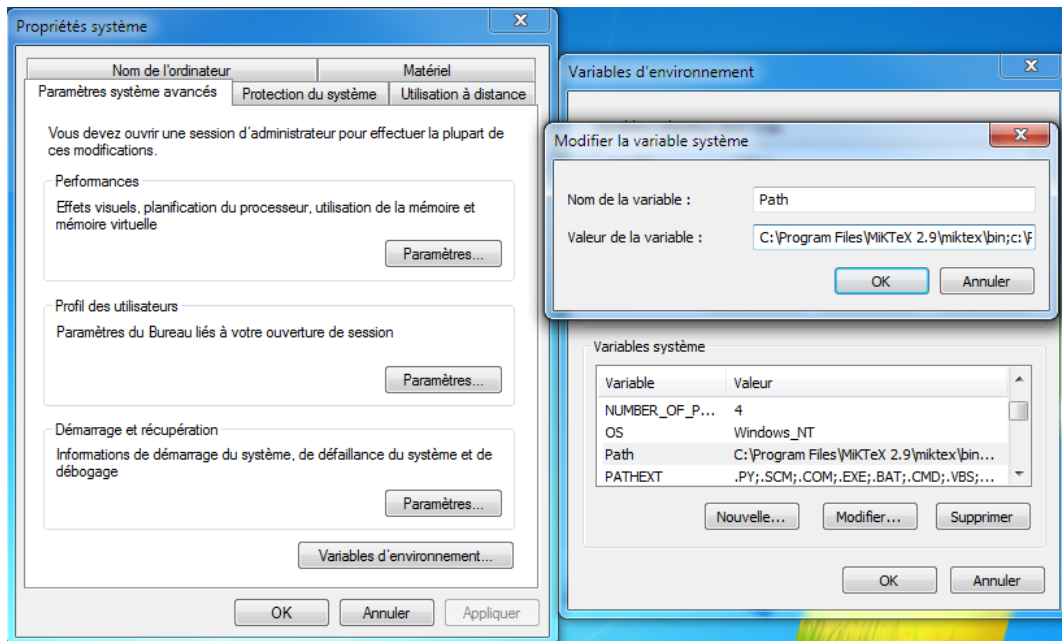 Propriétés système
Nom de l'ordinateur
Matériel
Paramètres système avancés
Protection du système
Utilisation à distance
Vous devez ouvrir une session d'administrateur pour effectuer la plupart de
ces modifications.
Performances
Effets visuels, planification du processeur, utilisation de la mémoire et
mémoire virtuelle
Paramètres...
Profil des utilisateurs
Paramètres du Bureau liés à votre ouverture de session
Paramètres...
Démarrage et récupération
Informations de démarrage du système, de défaillance du système et de
débogage
Paramètres...
Variables d'environnement...
OK
Annuler
Appliquer
Variables d'environnement
Modifier la variable système
Nom de la variable :
Path
Valeur de la variable :
C:\Program Files\MiKTeX 2.9\miktex\bin;c:\F
OK
Annuler
Variables système
Variable
Valeur
NUMBER_OF_P...
4
OS
Windows_NT
Path
C:\Program Files\MiKTeX 2.9\miktex\bin...
PATHEXT
.PY;.SCM;.COM;.EXE;.BAT;.CMD;.VBS;...
Nouvelle...
Modifier...
Supprimer
OK
Annuler